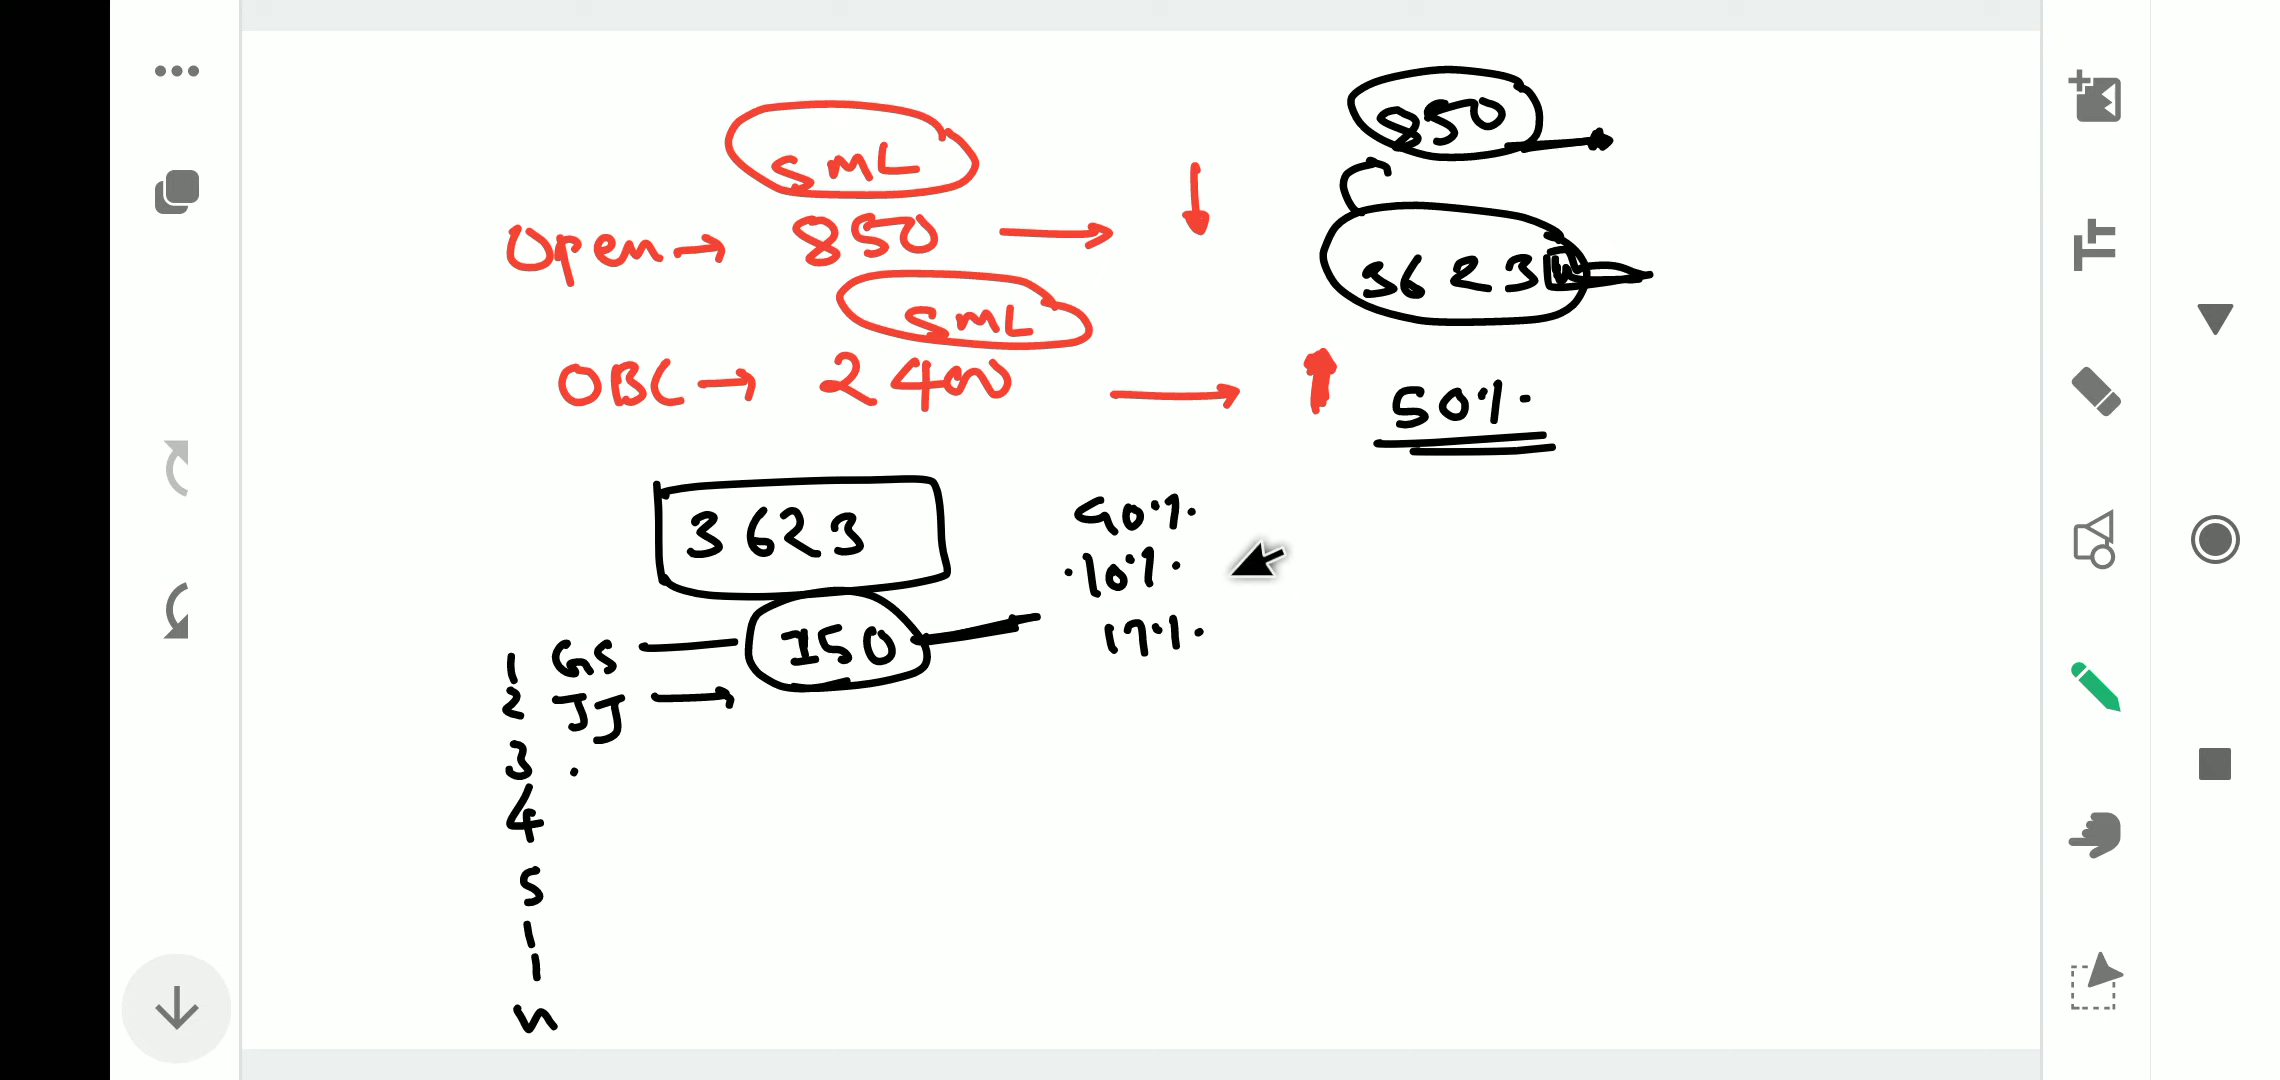 SML
850
Open → 850 →
3623
SML
OBC → 2400 →
50%
3623
90%
10%
17%
1 GS — 150
2 JJ →
3 .
4
5